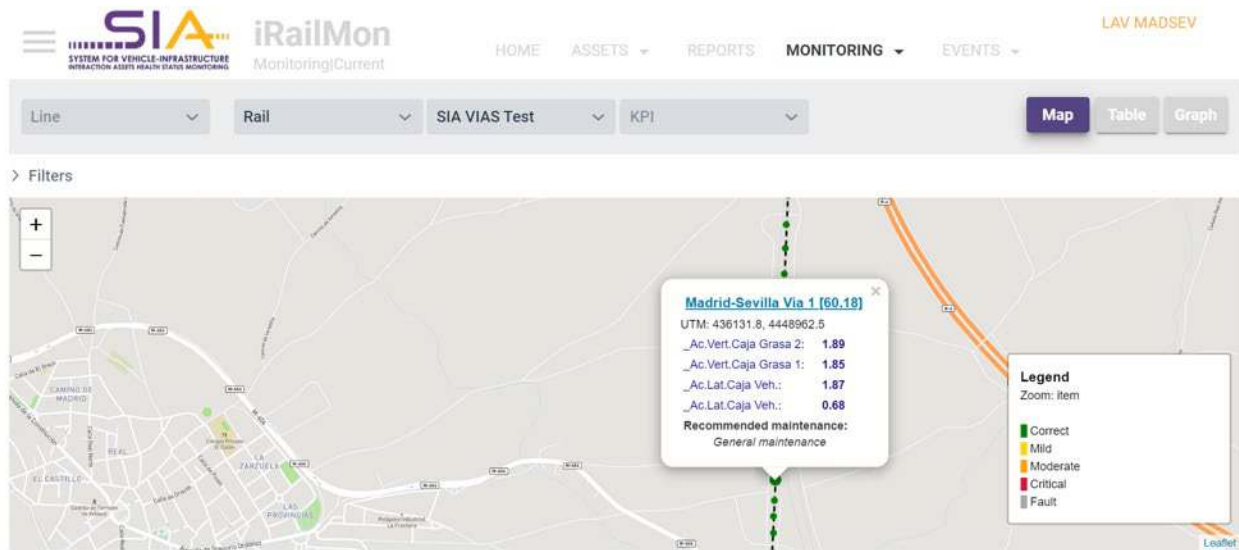 SIA
SYSTEM FOR VEHICLE-INFRASTRUCTURE
INTERACTION ASSETS HEALTH STATUS MONITORING
iRailMon
Monitoring|Current
HOME
ASSETS
REPORTS
MONITORING
EVENTS
LAV MADSEV
Line
Rail
SIA VIAS Test
KPI
Map
Table
Graph
> Filters
+
−
Madrid-Sevilla Via 1 [60,18]
×
UTM: 436131.8, 4448962.5
_Ac.Vert.Caja Grasa 2: 1.89
_Ac.Vert.Caja Grasa 1: 1.85
_Ac.Lat.Caja Veh.: 1.87
_Ac.Lat.Caja Veh.: 0.68
Recommended maintenance:
General maintenance
Legend
Zoom: item
Correct
Mild
Moderate
Critical
Fault
CAMINO DE
MADRID
REAL
EL CASTILLO
LA
ZARZUELA
LAS
PROVINCIAS
Leaflet